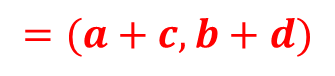 = (a + c, b + d)